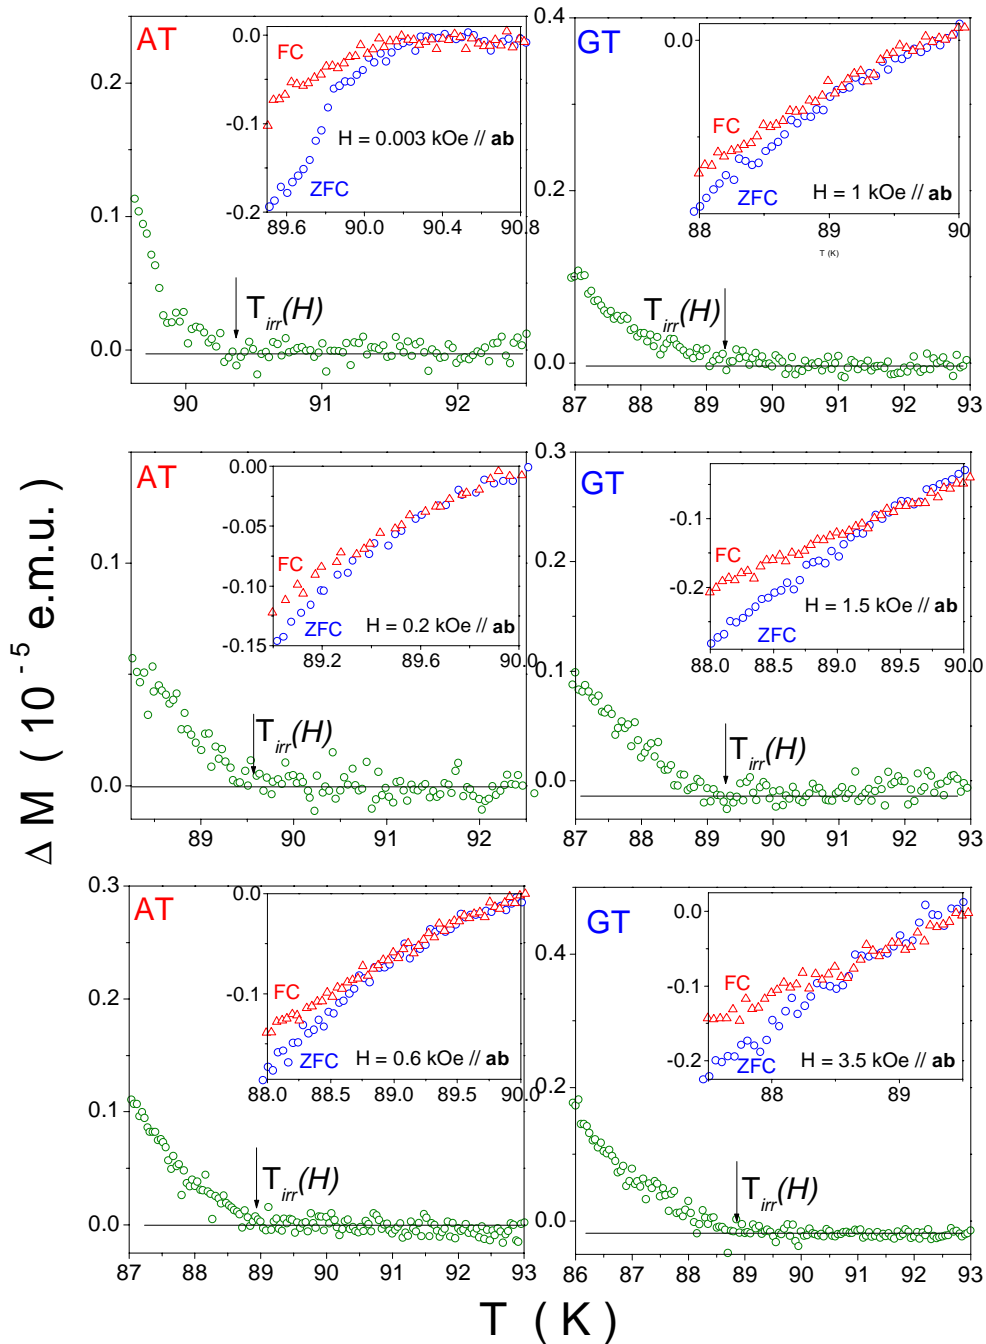 AT
0.2
0.1
0.0
90 91 92
FC
0.0
-0.1
-0.2
ZFC
H = 0.003 kOe // ab
89.6 90.0 90.4 90.8
T_irr(H)
GT
0.4
0.2
0.0
87 88 89 90 91 92 93
0.0
FC
ZFC
H = 1 kOe // ab
88 89 90
T (K)
T_irr(H)
AT
0.1
0.0
89 90 91 92
0.00
-0.05
-0.10
-0.15
FC
ZFC
H = 0.2 kOe // ab
89.2 89.6 90.0
T_irr(H)
GT
0.3
0.2
0.1
0.0
87 88 89 90 91 92 93
-0.1
-0.2
FC
ZFC
H = 1.5 kOe // ab
88.0 88.5 89.0 89.5 90.0
T_irr(H)
AT
0.3
0.2
0.1
0.0
87 88 89 90 91 92 93
0.0
-0.1
FC
ZFC
H = 0.6 kOe // ab
88.0 88.5 89.0 89.5 90.0
T_irr(H)
GT
0.4
0.2
0.0
86 87 88 89 90 91 92 93
0.0
-0.1
-0.2
FC
ZFC
H = 3.5 kOe // ab
88 89
T_irr(H)
Δ M ( 10^-5 e.m.u. )
T ( K )